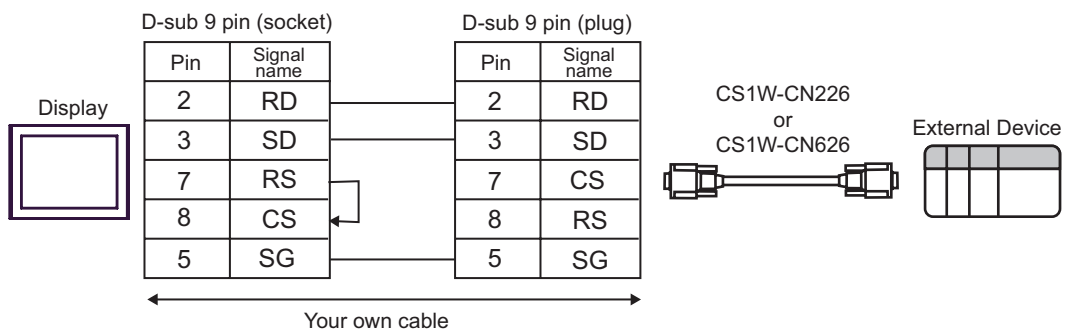 D-sub 9 pin (socket)
D-sub 9 pin (plug)
Pin Signal name Pin Signal name
2 RD 2 RD
3 SD 3 SD
7 RS 7 CS
8 CS 8 RS
5 SG 5 SG
Display
CS1W-CN226
or
CS1W-CN626
External Device
Your own cable